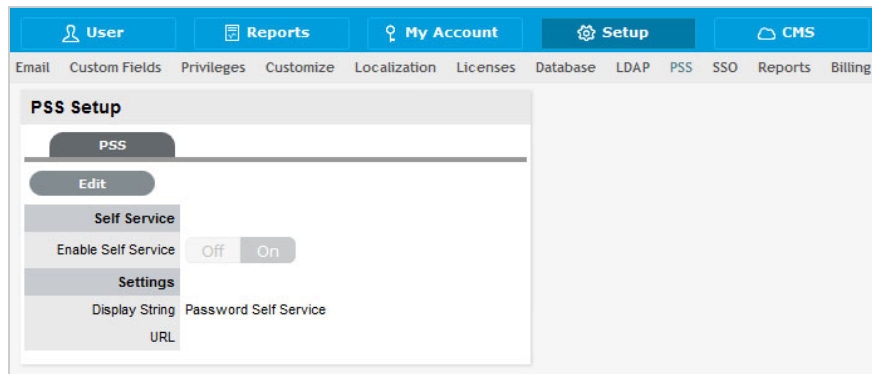 User Reports My Account Setup CMS
Email Custom Fields Privileges Customize Localization Licenses Database LDAP PSS SSO Reports Billing
PSS Setup
PSS
Edit
Self Service
Enable Self Service Off On
Settings
Display String Password Self Service
URL